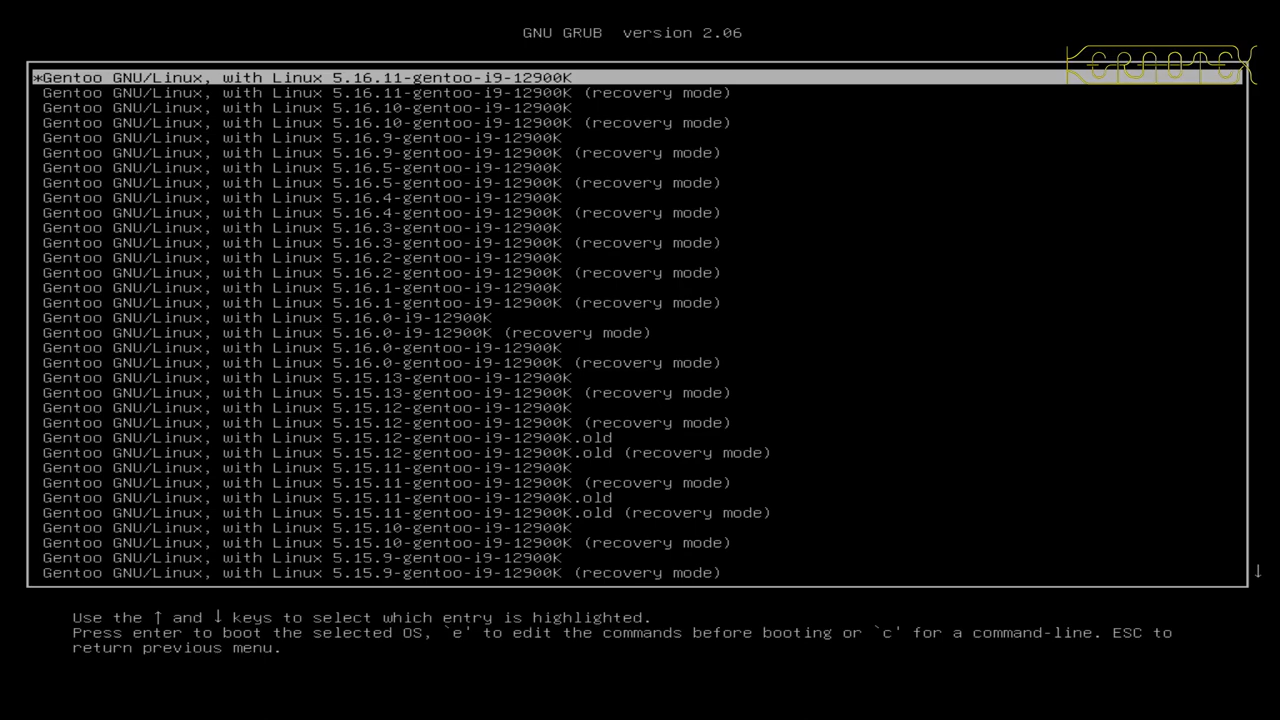 GNU GRUB  version 2.06
KERNOTEX
*Gentoo GNU/Linux, with Linux 5.16.11-gentoo-i9-12900K
Gentoo GNU/Linux, with Linux 5.16.11-gentoo-i9-12900K (recovery mode)
Gentoo GNU/Linux, with Linux 5.16.10-gentoo-i9-12900K
Gentoo GNU/Linux, with Linux 5.16.10-gentoo-i9-12900K (recovery mode)
Gentoo GNU/Linux, with Linux 5.16.9-gentoo-i9-12900K
Gentoo GNU/Linux, with Linux 5.16.9-gentoo-i9-12900K (recovery mode)
Gentoo GNU/Linux, with Linux 5.16.5-gentoo-i9-12900K
Gentoo GNU/Linux, with Linux 5.16.5-gentoo-i9-12900K (recovery mode)
Gentoo GNU/Linux, with Linux 5.16.4-gentoo-i9-12900K
Gentoo GNU/Linux, with Linux 5.16.4-gentoo-i9-12900K (recovery mode)
Gentoo GNU/Linux, with Linux 5.16.3-gentoo-i9-12900K
Gentoo GNU/Linux, with Linux 5.16.3-gentoo-i9-12900K (recovery mode)
Gentoo GNU/Linux, with Linux 5.16.2-gentoo-i9-12900K
Gentoo GNU/Linux, with Linux 5.16.2-gentoo-i9-12900K (recovery mode)
Gentoo GNU/Linux, with Linux 5.16.1-gentoo-i9-12900K
Gentoo GNU/Linux, with Linux 5.16.1-gentoo-i9-12900K (recovery mode)
Gentoo GNU/Linux, with Linux 5.16.0-i9-12900K
Gentoo GNU/Linux, with Linux 5.16.0-i9-12900K (recovery mode)
Gentoo GNU/Linux, with Linux 5.16.0-gentoo-i9-12900K
Gentoo GNU/Linux, with Linux 5.16.0-gentoo-i9-12900K (recovery mode)
Gentoo GNU/Linux, with Linux 5.15.13-gentoo-i9-12900K
Gentoo GNU/Linux, with Linux 5.15.13-gentoo-i9-12900K (recovery mode)
Gentoo GNU/Linux, with Linux 5.15.12-gentoo-i9-12900K
Gentoo GNU/Linux, with Linux 5.15.12-gentoo-i9-12900K (recovery mode)
Gentoo GNU/Linux, with Linux 5.15.12-gentoo-i9-12900K.old
Gentoo GNU/Linux, with Linux 5.15.12-gentoo-i9-12900K.old (recovery mode)
Gentoo GNU/Linux, with Linux 5.15.11-gentoo-i9-12900K
Gentoo GNU/Linux, with Linux 5.15.11-gentoo-i9-12900K (recovery mode)
Gentoo GNU/Linux, with Linux 5.15.11-gentoo-i9-12900K.old
Gentoo GNU/Linux, with Linux 5.15.11-gentoo-i9-12900K.old (recovery mode)
Gentoo GNU/Linux, with Linux 5.15.10-gentoo-i9-12900K
Gentoo GNU/Linux, with Linux 5.15.10-gentoo-i9-12900K (recovery mode)
Gentoo GNU/Linux, with Linux 5.15.9-gentoo-i9-12900K
Gentoo GNU/Linux, with Linux 5.15.9-gentoo-i9-12900K (recovery mode)
↓
Use the ↑ and ↓ keys to select which entry is highlighted.
Press enter to boot the selected OS, `e' to edit the commands before booting or `c' for a command-line. ESC to
return previous menu.